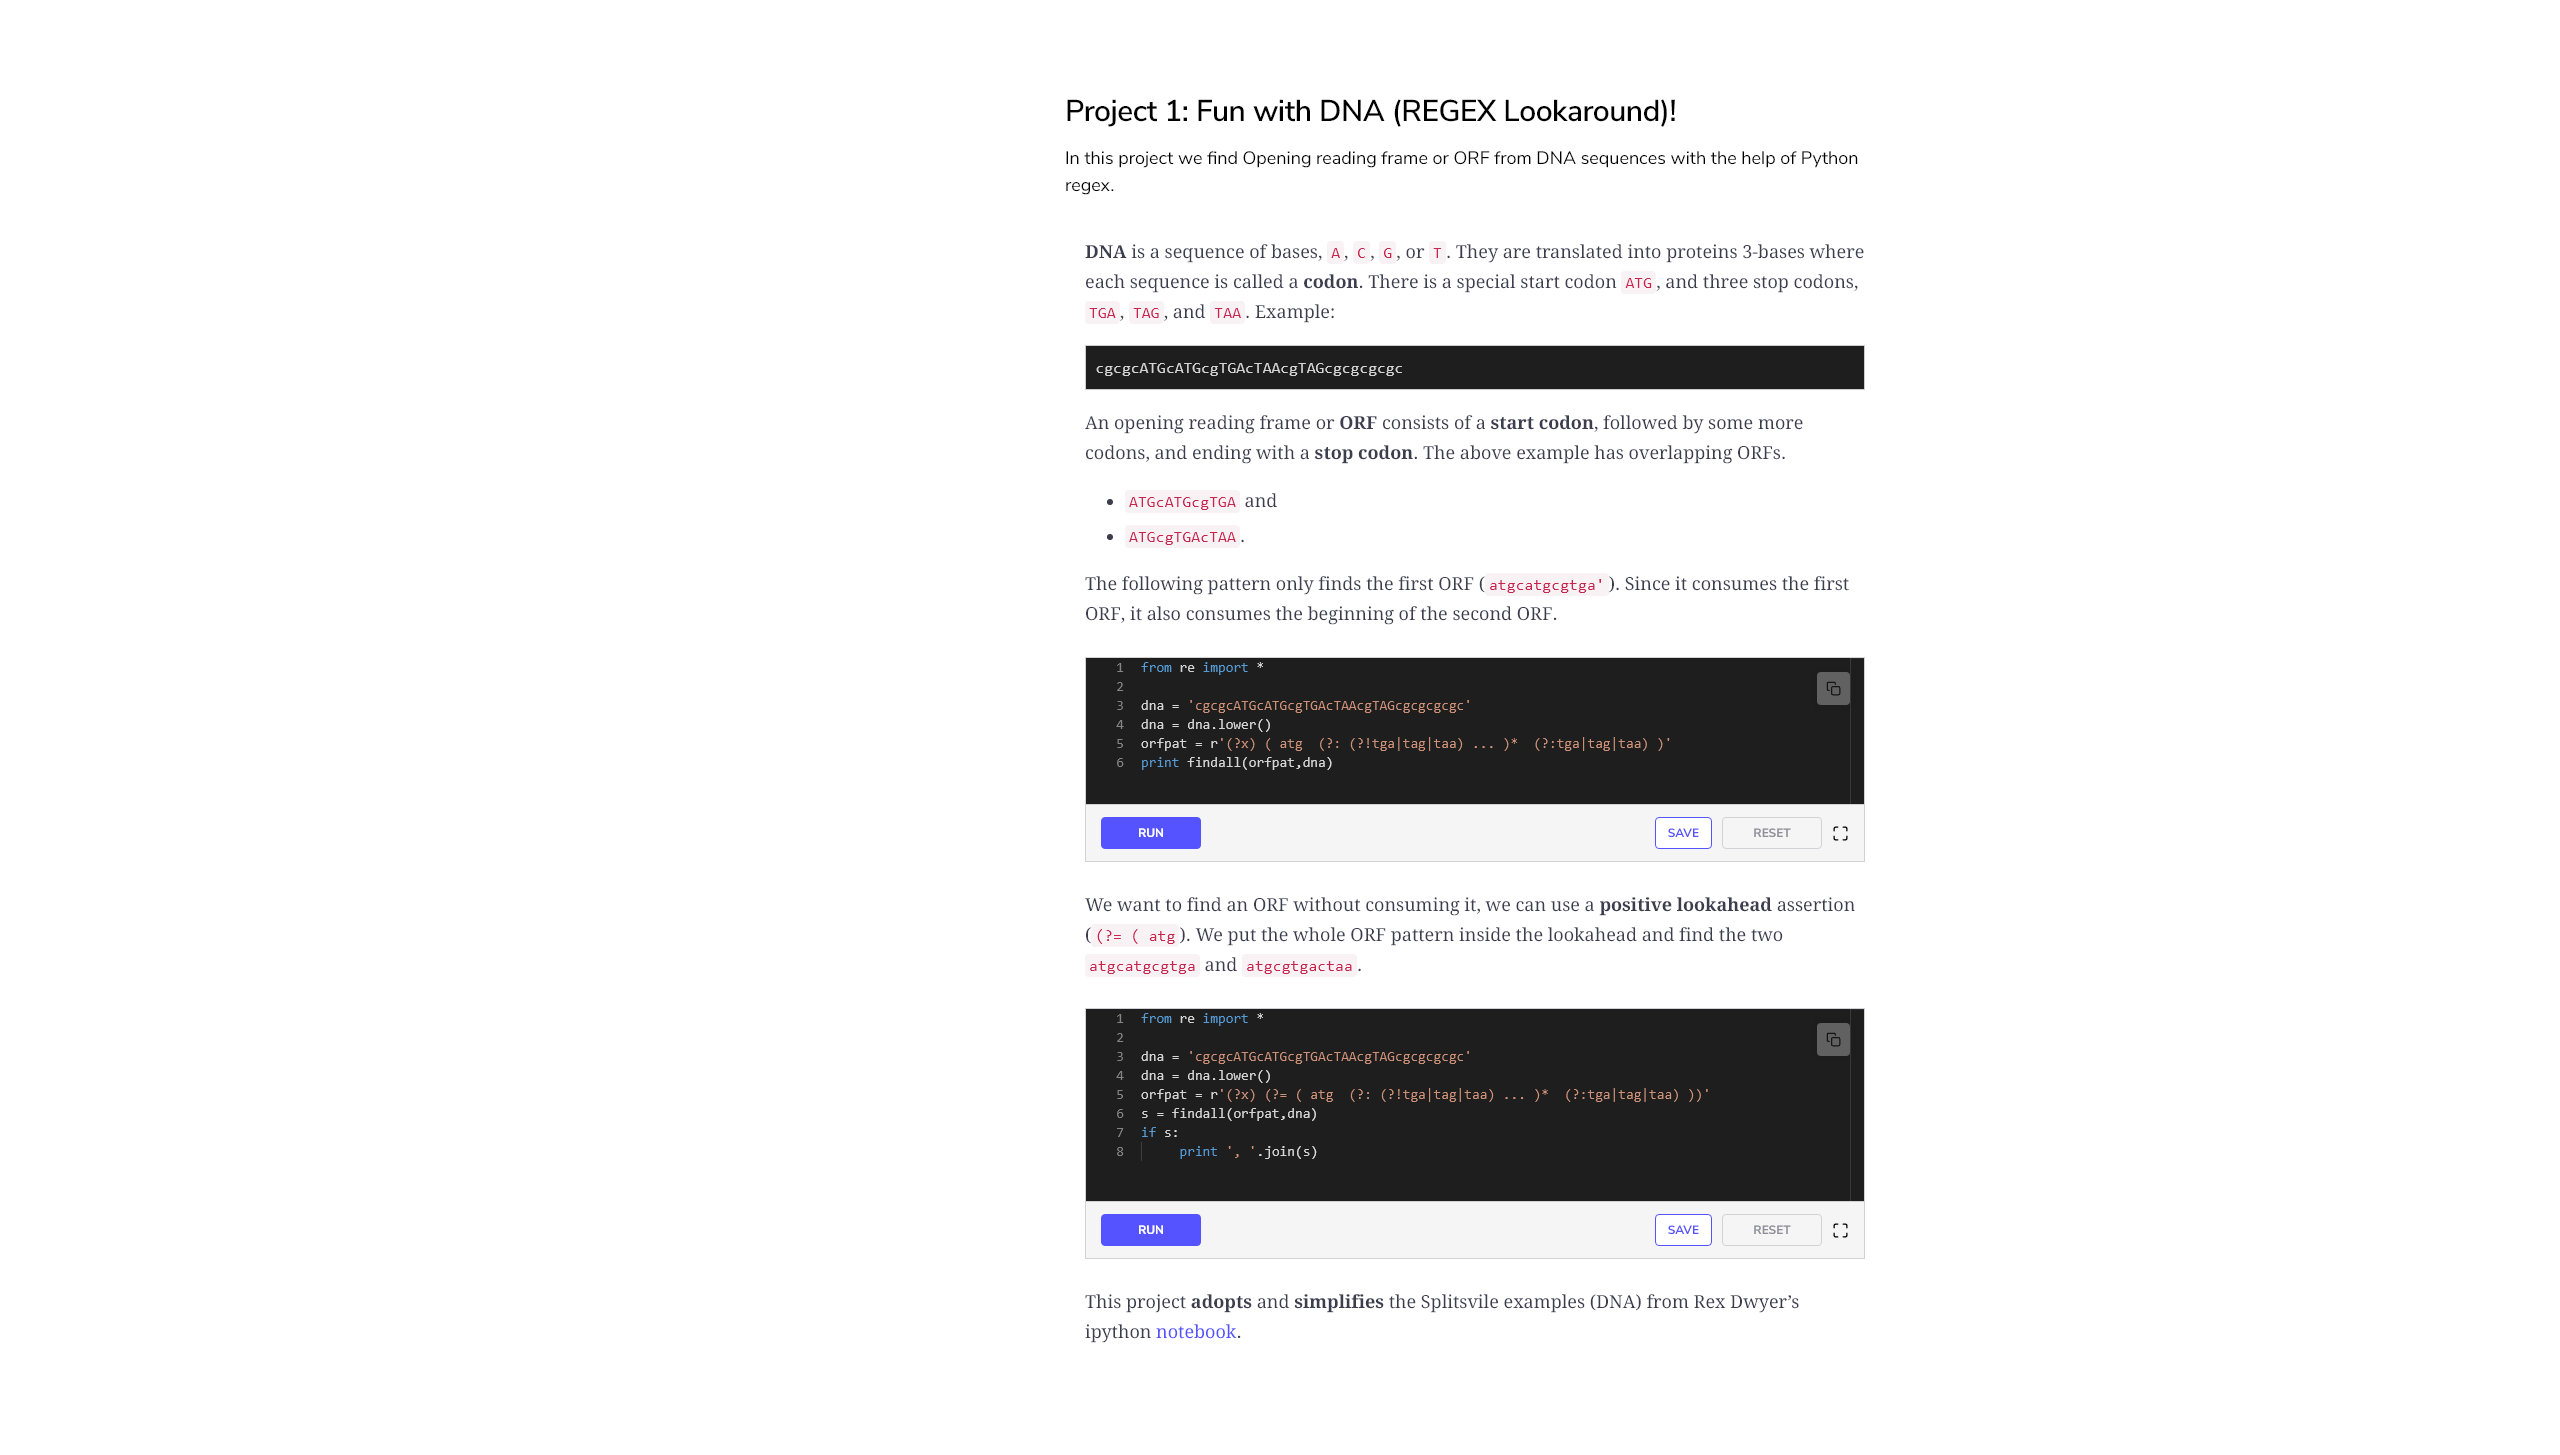 Project 1: Fun with DNA (REGEX Lookaround)!
In this project we find Opening reading frame or ORF from DNA sequences with the help of Python
regex.
DNA is a sequence of bases, A, C, G, or T. They are translated into proteins 3-bases where
each sequence is called a codon. There is a special start codon ATG, and three stop codons,
TGA, TAG, and TAA. Example:
cgcgcATGcATGcgTGAcTAAcgTAGcgcgcgcgc
An opening reading frame or ORF consists of a start codon, followed by some more
codons, and ending with a stop codon. The above example has overlapping ORFs.
• ATGcATGcgTGA and
• ATGcgTGAcTAA.
The following pattern only finds the first ORF (atgcatgcgtga'). Since it consumes the first
ORF, it also consumes the beginning of the second ORF.
1 from re import *
2
3 dna = 'cgcgcATGcATGcgTGAcTAAcgTAGcgcgcgcgc'
4 dna = dna.lower()
5 orfpat = r'(?x) ( atg  (?: (?!tga|tag|taa) ... )*  (?:tga|tag|taa) )'
6 print findall(orfpat,dna)
RUN SAVE RESET
We want to find an ORF without consuming it, we can use a positive lookahead assertion
((?= ( atg). We put the whole ORF pattern inside the lookahead and find the two
atgcatgcgtga and atgcgtgactaa.
1 from re import *
2
3 dna = 'cgcgcATGcATGcgTGAcTAAcgTAGcgcgcgcgc'
4 dna = dna.lower()
5 orfpat = r'(?x) (?= ( atg  (?: (?!tga|tag|taa) ... )*  (?:tga|tag|taa) ))'
6 s = findall(orfpat,dna)
7 if s:
8      print ', '.join(s)
RUN SAVE RESET
This project adopts and simplifies the Splitsvile examples (DNA) from Rex Dwyer’s
ipython notebook.